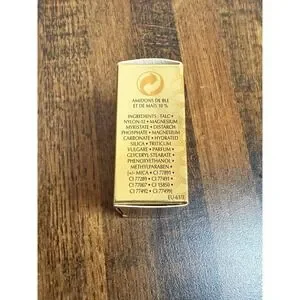 AMIDONS DE BLE
ET DE MAIS 10 %
INGREDIENTS : TALC •
NYLON-12 • MAGNESIUM
MYRISTATE • DISTARCH
PHOSPHATE • MAGNESIUM
CARBONATE • HYDRATED
SILICA • TRITICUM
VULGARE • PARFUM •
GLYCERYL STEARATE •
PHENOXYETHANOL •
METHYLPARABEN •
[+/- MICA • CI 77891 •
CI 77289 • CI 77491 •
CI 77007 • CI 15850 •
CI 77492 • CI 77499]